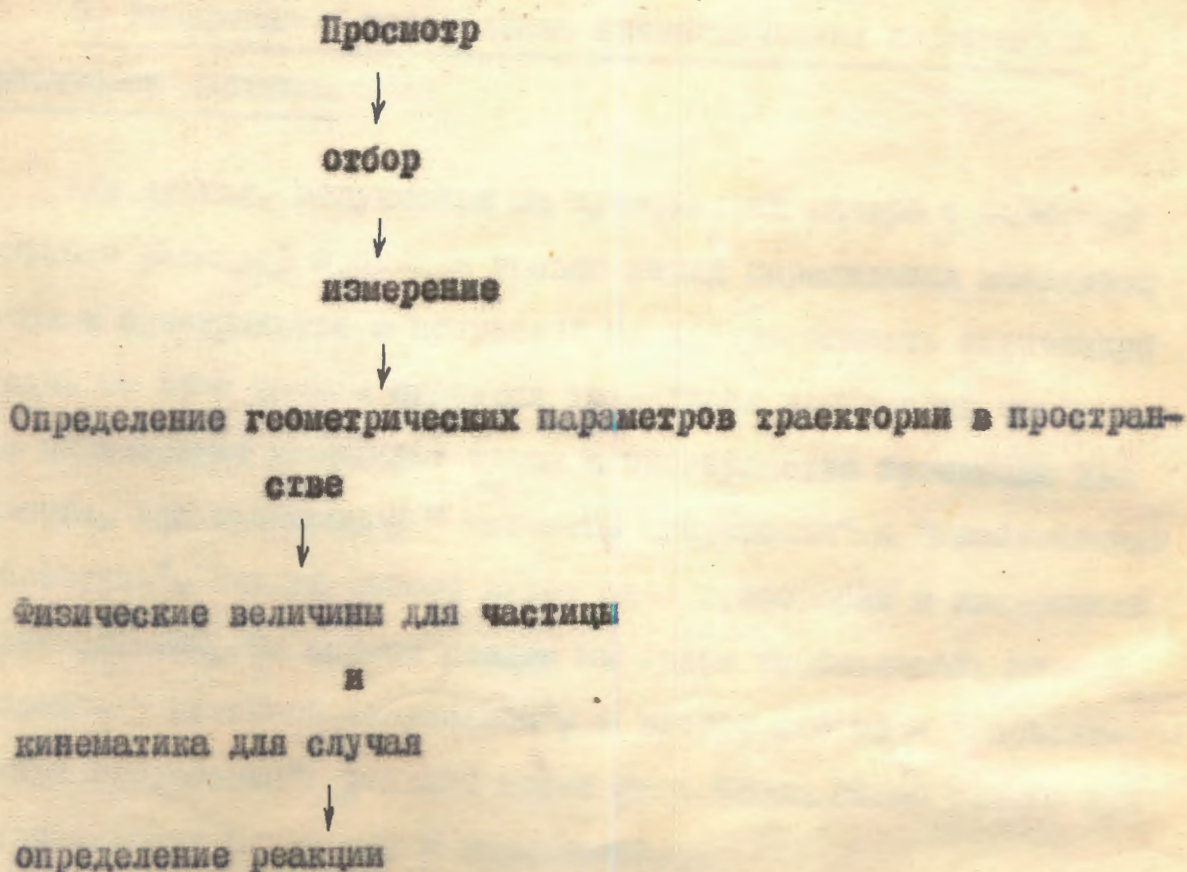 Просмотр
↓
отбор
↓
измерение
↓
Определение геометрических параметров траектории в простран-
стве
↓
Физические величины для частицы
и
кинематика для случая
↓
определение реакции